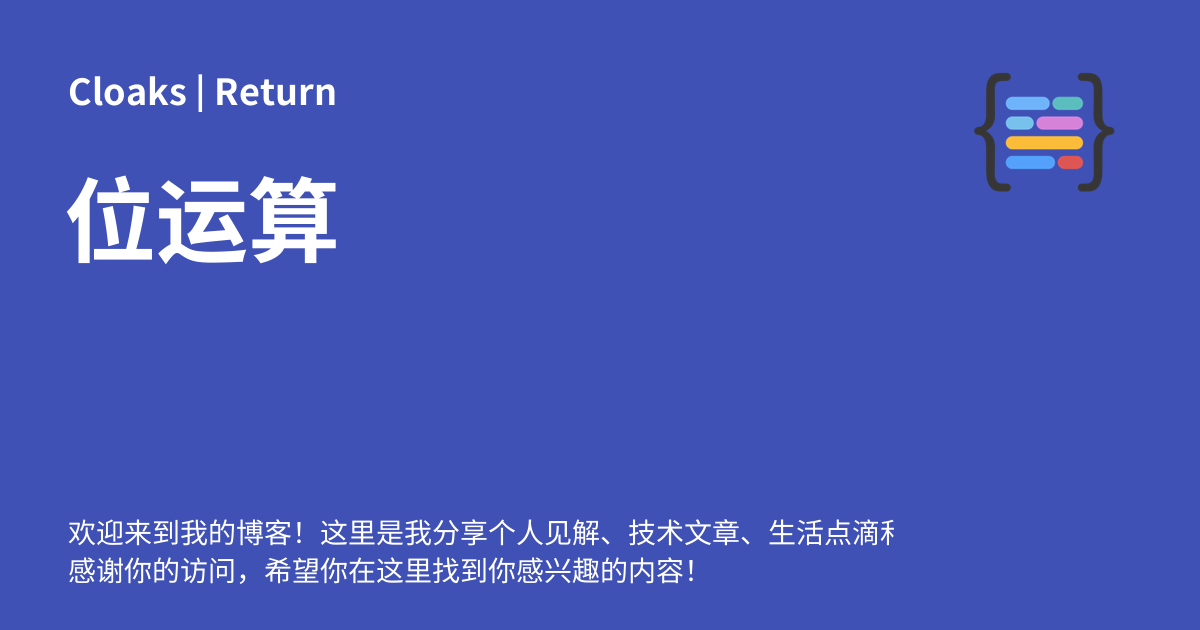 Cloaks | Return
位运算
欢迎来到我的博客！这里是我分享个人见解、技术文章、生活点滴
感谢你的访问，希望你在这里找到你感兴趣的内容！